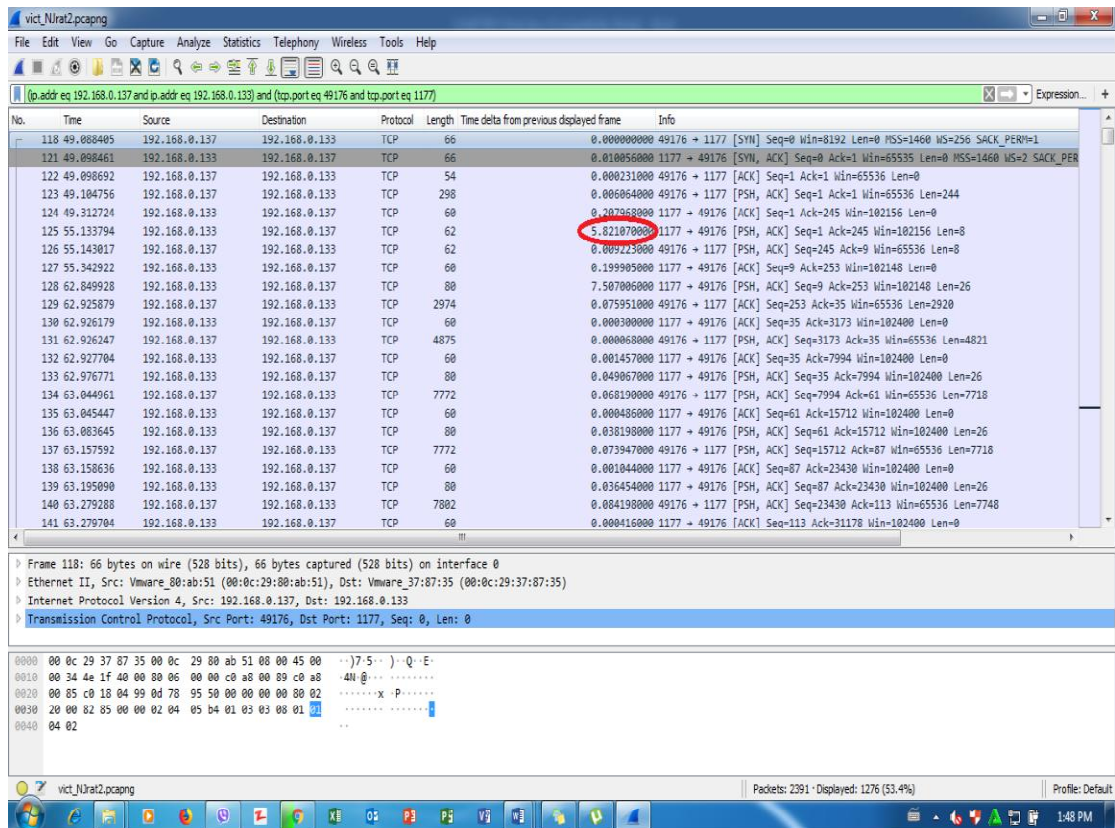 vict_NJrat2.pcapng
File Edit View Go Capture Analyze Statistics Telephony Wireless Tools Help
(ip.addr eq 192.168.0.137 and ip.addr eq 192.168.0.133) and (tcp.port eq 49176 and tcp.port eq 1177)
Expression... +
No. Time Source Destination Protocol Length Time delta from previous displayed frame Info
118 49.088405 192.168.0.137 192.168.0.133 TCP 66 0.000000000 49176 → 1177 [SYN] Seq=0 Win=8192 Len=0 MSS=1460 WS=256 SACK_PERM=1
121 49.098461 192.168.0.133 192.168.0.137 TCP 66 0.010056000 1177 → 49176 [SYN, ACK] Seq=0 Ack=1 Win=65535 Len=0 MSS=1460 WS=2 SACK_PER
122 49.098692 192.168.0.137 192.168.0.133 TCP 54 0.000231000 49176 → 1177 [ACK] Seq=1 Ack=1 Win=65536 Len=0
123 49.104756 192.168.0.137 192.168.0.133 TCP 298 0.006064000 49176 → 1177 [PSH, ACK] Seq=1 Ack=1 Win=65536 Len=244
124 49.312724 192.168.0.133 192.168.0.137 TCP 60 0.207968000 1177 → 49176 [ACK] Seq=1 Ack=245 Win=102156 Len=0
125 55.133794 192.168.0.133 192.168.0.137 TCP 62 5.821070000 1177 → 49176 [PSH, ACK] Seq=1 Ack=245 Win=102156 Len=8
126 55.143017 192.168.0.137 192.168.0.133 TCP 62 0.009223000 49176 → 1177 [PSH, ACK] Seq=245 Ack=9 Win=65536 Len=8
127 55.342922 192.168.0.133 192.168.0.137 TCP 60 0.199905000 1177 → 49176 [ACK] Seq=9 Ack=253 Win=102148 Len=0
128 62.849928 192.168.0.133 192.168.0.137 TCP 80 7.507006000 1177 → 49176 [PSH, ACK] Seq=9 Ack=253 Win=102148 Len=26
129 62.925879 192.168.0.137 192.168.0.133 TCP 2974 0.075951000 49176 → 1177 [ACK] Seq=253 Ack=35 Win=65536 Len=2920
130 62.926179 192.168.0.133 192.168.0.137 TCP 60 0.000300000 1177 → 49176 [ACK] Seq=35 Ack=3173 Win=102400 Len=0
131 62.926247 192.168.0.137 192.168.0.133 TCP 4875 0.000068000 49176 → 1177 [PSH, ACK] Seq=3173 Ack=35 Win=65536 Len=4821
132 62.927704 192.168.0.133 192.168.0.137 TCP 60 0.001457000 1177 → 49176 [ACK] Seq=35 Ack=7994 Win=102400 Len=0
133 62.976771 192.168.0.133 192.168.0.137 TCP 80 0.049067000 1177 → 49176 [PSH, ACK] Seq=35 Ack=7994 Win=102400 Len=26
134 63.044961 192.168.0.137 192.168.0.133 TCP 7772 0.068190000 49176 → 1177 [PSH, ACK] Seq=7994 Ack=61 Win=65536 Len=7718
135 63.045447 192.168.0.133 192.168.0.137 TCP 60 0.000486000 1177 → 49176 [ACK] Seq=61 Ack=15712 Win=102400 Len=0
136 63.083645 192.168.0.133 192.168.0.137 TCP 80 0.038198000 1177 → 49176 [PSH, ACK] Seq=61 Ack=15712 Win=102400 Len=26
137 63.157592 192.168.0.137 192.168.0.133 TCP 7772 0.073947000 49176 → 1177 [PSH, ACK] Seq=15712 Ack=87 Win=65536 Len=7718
138 63.158636 192.168.0.133 192.168.0.137 TCP 60 0.001044000 1177 → 49176 [ACK] Seq=87 Ack=23430 Win=102400 Len=0
139 63.195090 192.168.0.133 192.168.0.137 TCP 80 0.036454000 1177 → 49176 [PSH, ACK] Seq=87 Ack=23430 Win=102400 Len=26
140 63.279288 192.168.0.137 192.168.0.133 TCP 7802 0.084198000 49176 → 1177 [PSH, ACK] Seq=23430 Ack=113 Win=65536 Len=7748
141 63.279704 192.168.0.133 192.168.0.137 TCP 60 0.000416000 1177 → 49176 [ACK] Seq=113 Ack=31178 Win=102400 Len=0
Frame 118: 66 bytes on wire (528 bits), 66 bytes captured (528 bits) on interface 0
Ethernet II, Src: Vmware_80:ab:51 (00:0c:29:80:ab:51), Dst: Vmware_37:87:35 (00:0c:29:37:87:35)
Internet Protocol Version 4, Src: 192.168.0.137, Dst: 192.168.0.133
Transmission Control Protocol, Src Port: 49176, Dst Port: 1177, Seq: 0, Len: 0
0000 00 0c 29 37 87 35 00 0c 29 80 ab 51 08 00 45 00 ··)7·5·· )··Q··E·
0010 00 34 4e 1f 40 00 80 06 00 00 c0 a8 00 89 c0 a8 ·4N·@··· ········
0020 00 85 c0 18 04 99 0d 78 95 50 00 00 00 00 80 02 ·······x ·P······
0030 20 00 82 85 00 00 02 04 05 b4 01 03 03 08 01 01 ········ ········
0040 04 02 ··
vict_NJrat2.pcapng
Packets: 2391 · Displayed: 1276 (53.4%)
Profile: Default
1:48 PM